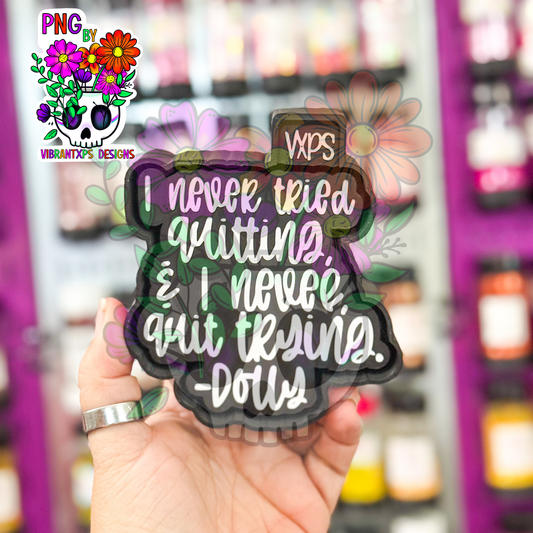 PNG
BY
VIBRANTXPS DESIGNS
VXPS
I never tried
quitting,
& I never
quit trying.
-Dolly